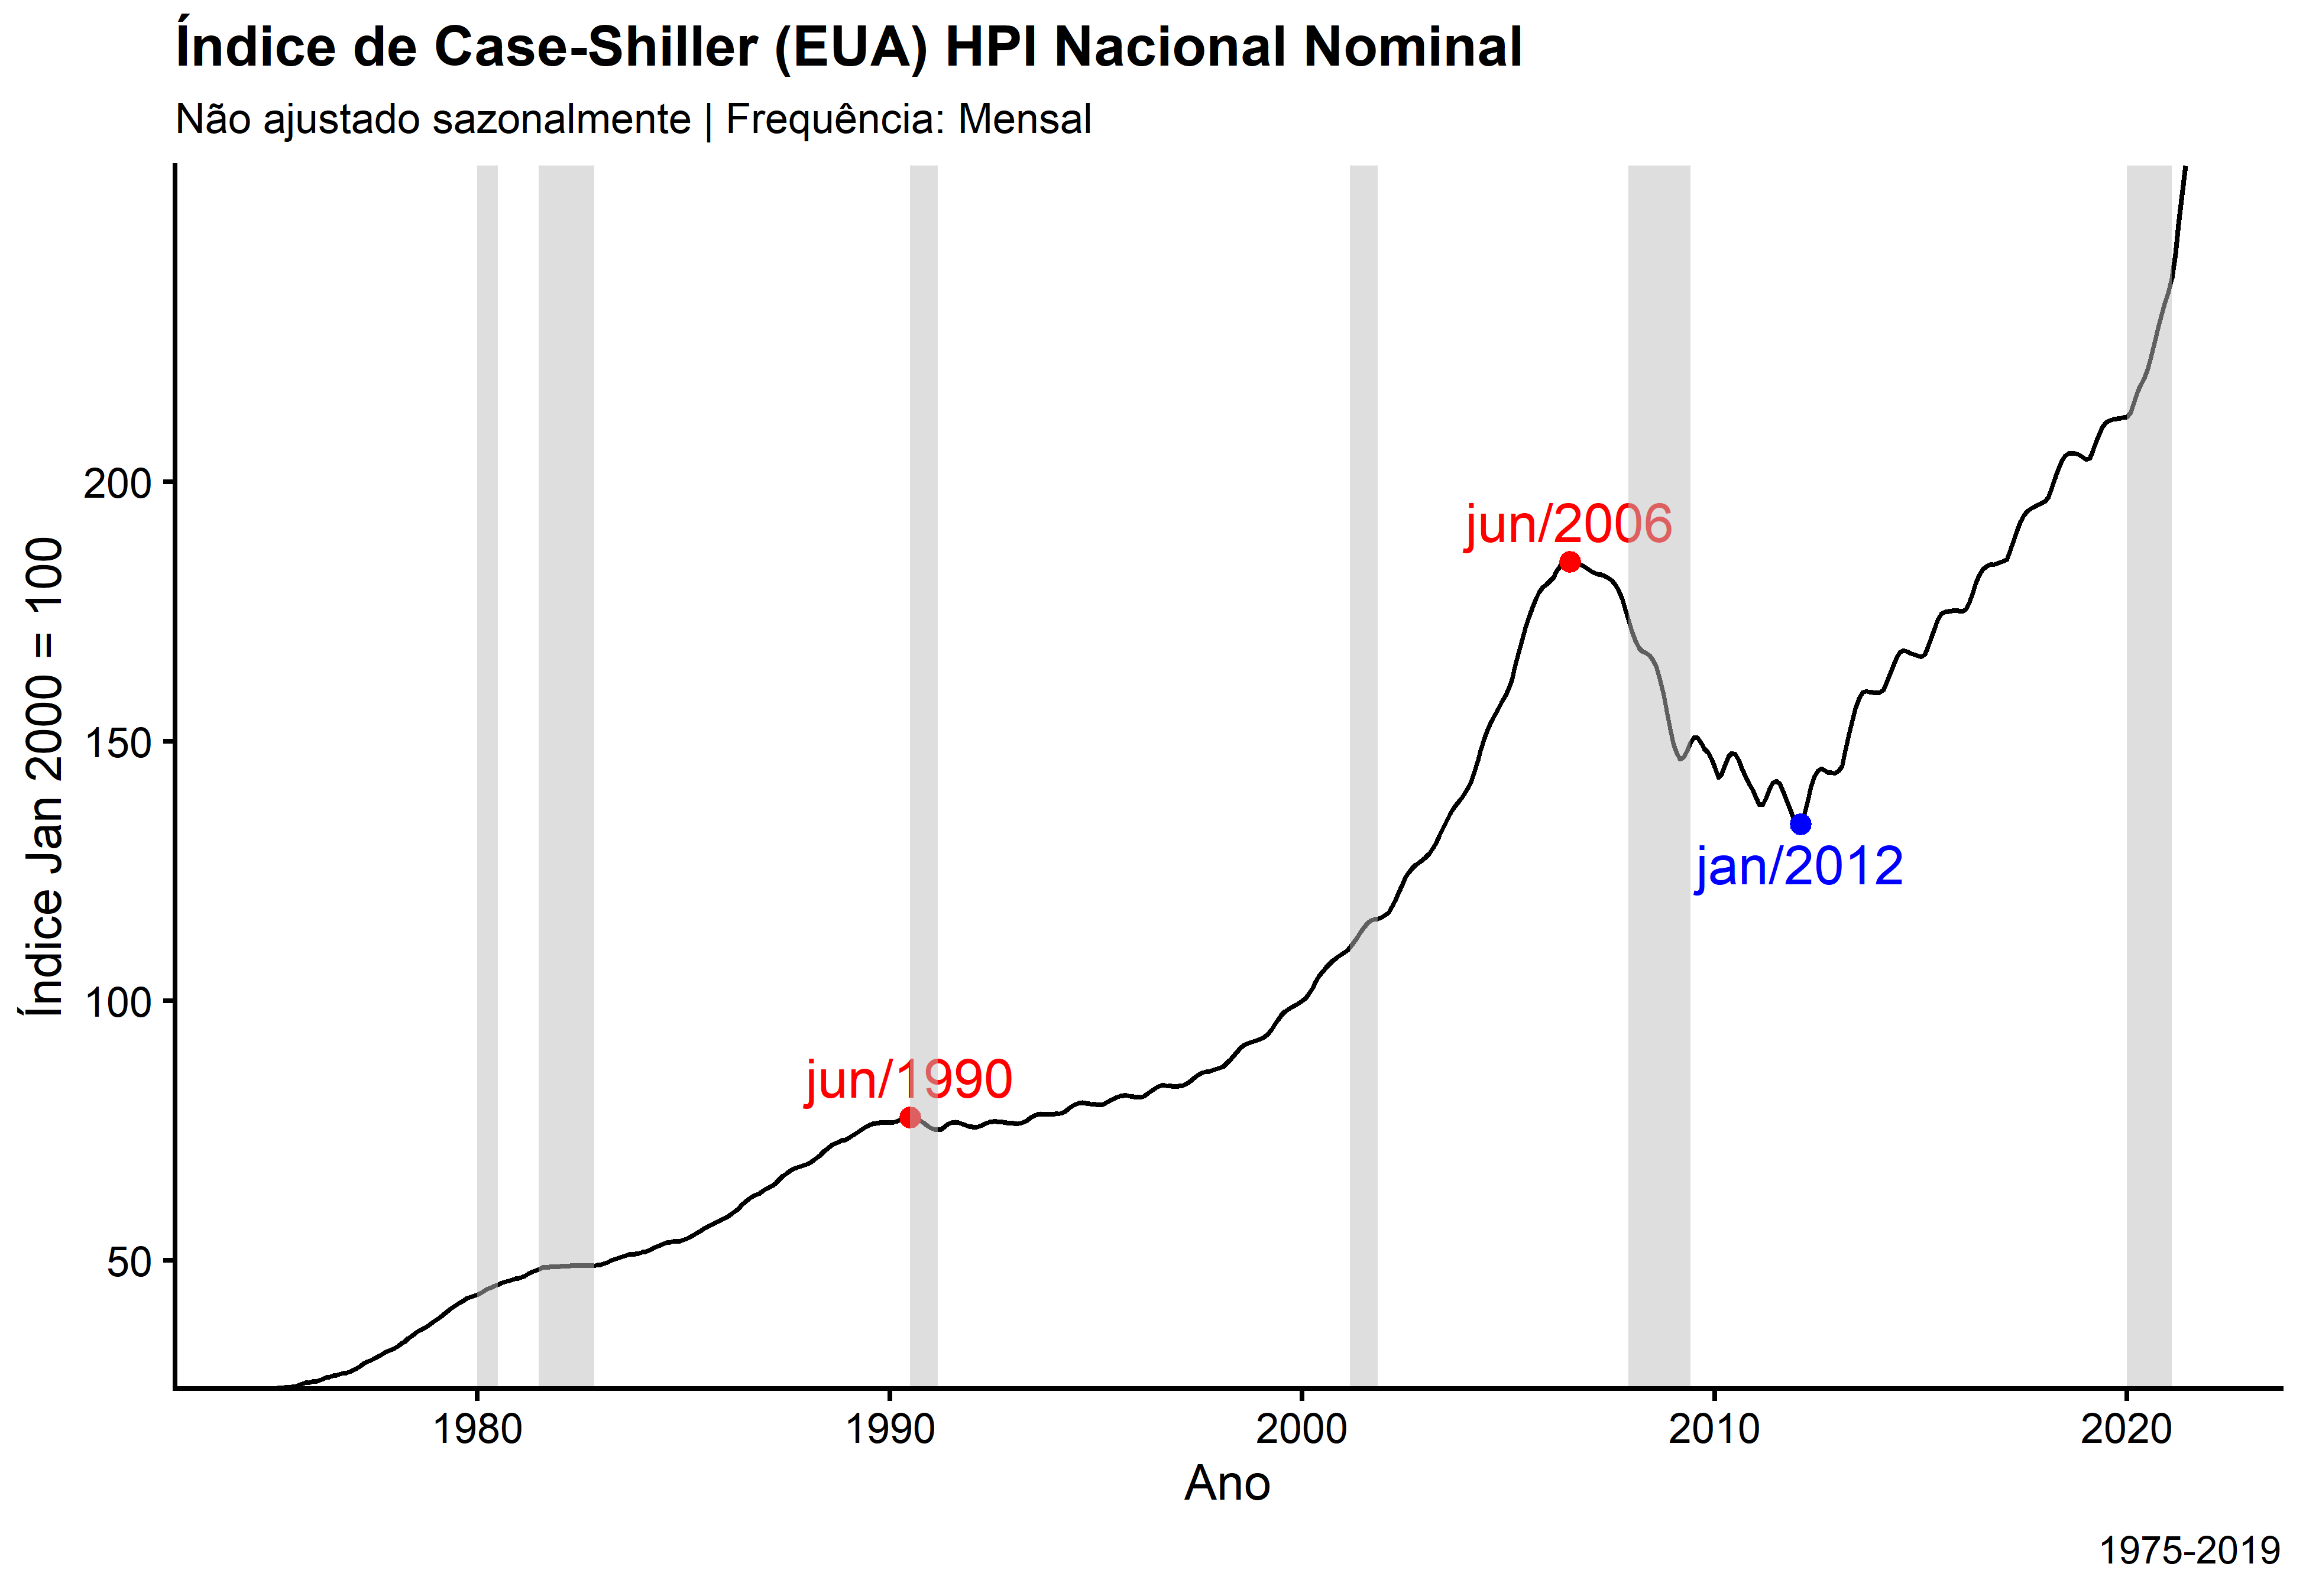 Índice de Case-Shiller (EUA) HPI Nacional Nominal
Não ajustado sazonalmente | Frequência: Mensal
Índice Jan 2000 = 100
200
150
100
50
jun/2006
jan/2012
jun/1990
1980
1990
2000
2010
2020
Ano
1975-2019